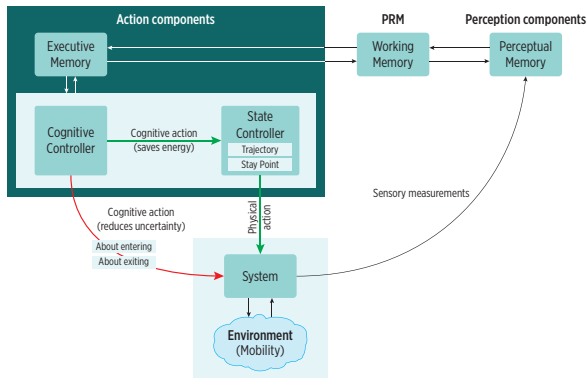 Action components
PRM
Perception components
Executive
Memory
Working
Memory
Perceptual
Memory
Cognitive
Controller
Cognitive action
(saves energy)
State
Controller
Trajectory
Stay Point
Sensory measurements
Cognitive action
(reduces uncertainty)
About entering
About exiting
Physical
action
System
Environment
(Mobility)